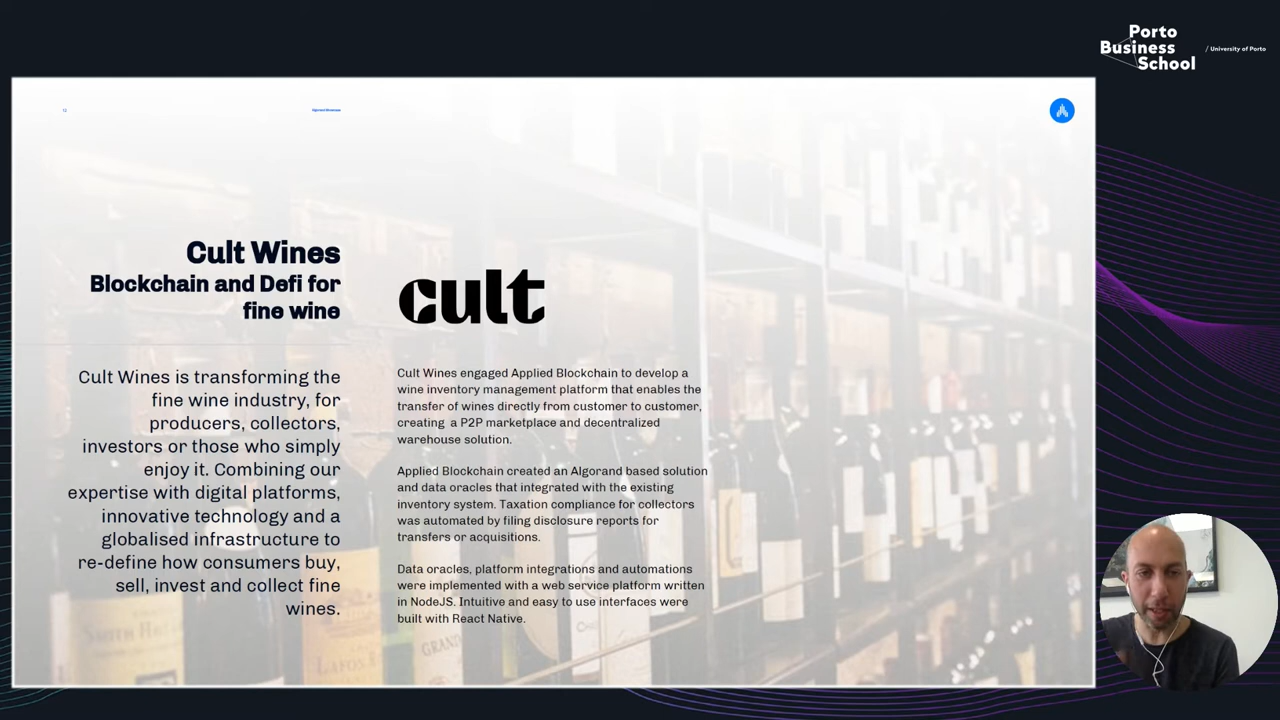 Porto
Business
School
/ University of Porto
Cult Wines
Blockchain and Defi for
fine wine
Cult Wines is transforming the
fine wine industry, for
producers, collectors,
investors or those who simply
enjoy it. Combining our
expertise with digital platforms,
innovative technology and a
globalised infrastructure to
re-define how consumers buy,
sell, invest and collect fine
wines.
cult
Cult Wines engaged Applied Blockchain to develop a
wine inventory management platform that enables the
transfer of wines directly from customer to customer,
creating a P2P marketplace and decentralized
warehouse solution.
Applied Blockchain created an Algorand based solution
and data oracles that integrated with the existing
inventory system. Taxation compliance for collectors
was automated by filing disclosure reports for
transfers or acquisitions.
Data oracles, platform integrations and automations
were implemented with a web service platform written
in NodeJS. Intuitive and easy to use interfaces were
built with React Native.